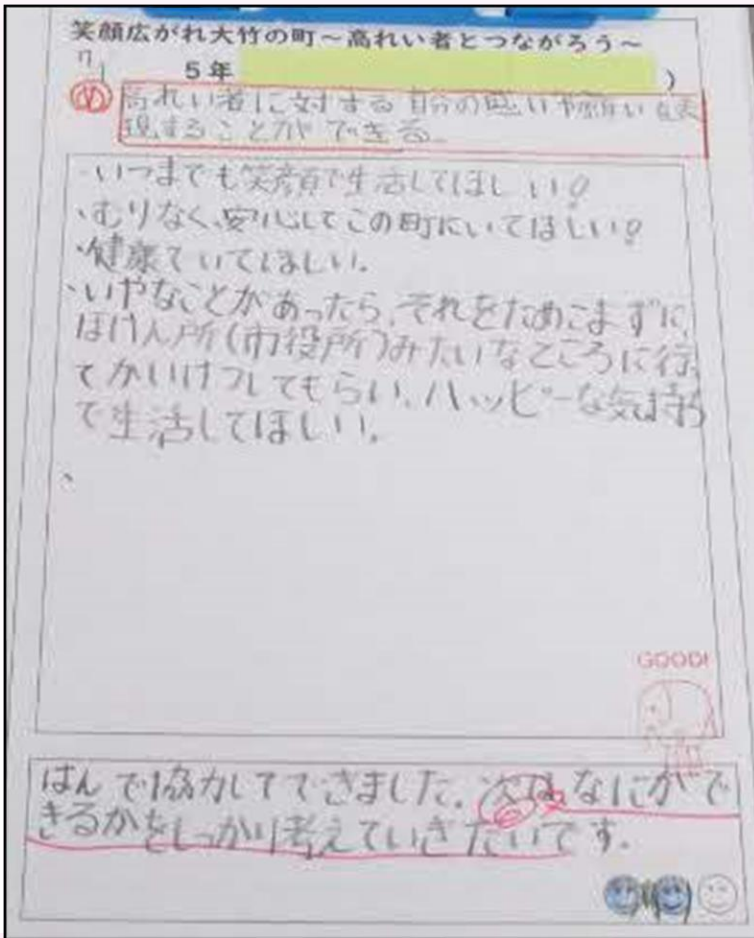 笑顔広がれ大竹の町~高れい者とつながろう~
5年 )
め 高れい者に対する自分の思いや願いを表
現することができる。
・いつまでも笑顔で生活してほしい!
・むりなく、安心してこの町にいてほしい!
・健康でいてほしい。
・いやなことがあったら、それをためこまずに、
ほけん所(市役所)みたいなところに行っ
てかいけつしてもらい、ハッピーな気持ち
で生活してほしい。
、
GOOD!
はんで協力してできました。次はなにができ
きるかをしっかり考えていきたいです。